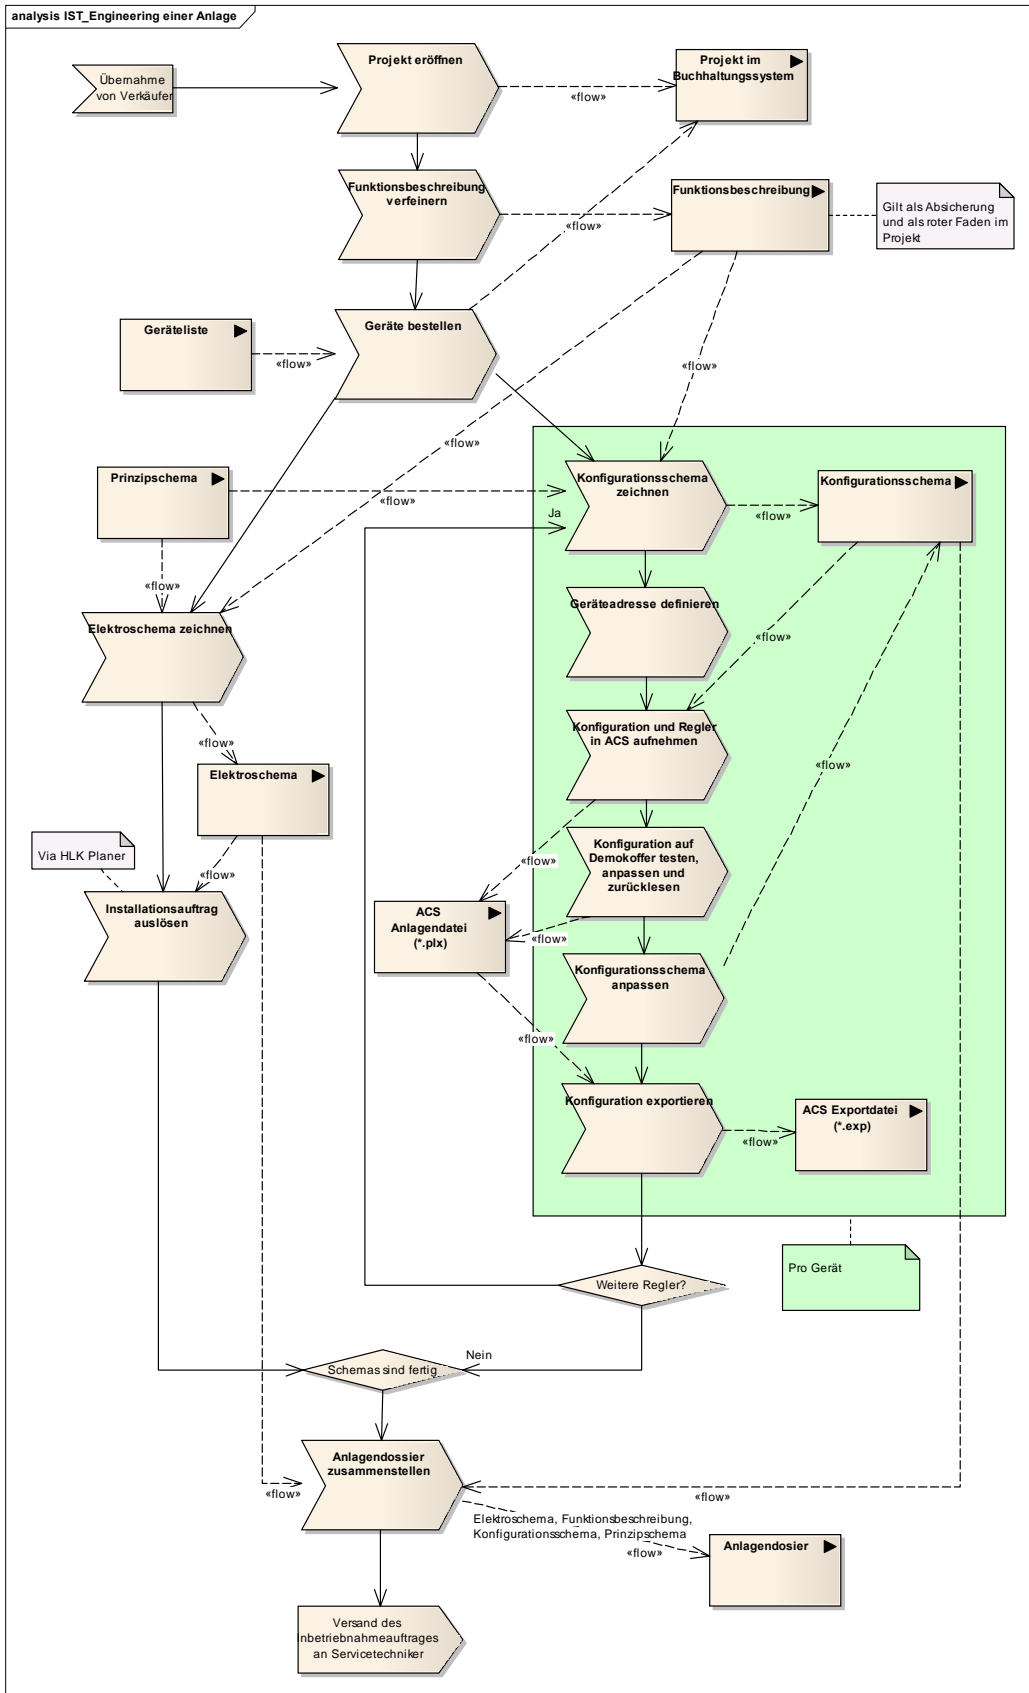 analysis IST_Engineering einer Anlage
Übernahme
von Verkäufer
Projekt eröffnen
Projekt im
Buchhaltungssystem
«flow»
Funktionsbeschreibung
verfeinern
«flow»
Funktionsbeschreibung
Gilt als Absicherung
und als roter Faden im
Projekt
Geräteliste
«flow»
Geräte bestellen
«flow»
«flow»
Prinzipschema
«flow»
Ja
Konfigurationsschema
zeichnen
«flow»
Konfigurationsschema
«flow»
Elektroschema zeichnen
Geräteadresse definieren
«flow»
«flow»
Konfiguration und Regler
in ACS aufnehmen
«flow»
Elektroschema
Via HLK Planer
«flow»
Konfiguration auf
Demokoffer testen,
anpassen und
zurücklesen
«flow»
Installationsauftrag
auslösen
ACS
Anlagendatei
(*.plx)
«flow»
Konfigurationsschema
anpassen
«flow»
Konfiguration exportieren
«flow»
ACS Exportdatei
(*.exp)
Pro Gerät
Weitere Regler?
Nein
Schemas sind fertig
Anlagendossier
zusammenstellen
«flow»
«flow»
Elektroschema, Funktionsbeschreibung,
Konfigurationsschema, Prinzipschema
«flow»
Anlagendosier
Versand des
Inbetriebnahmeauftrages
an Servicetechniker